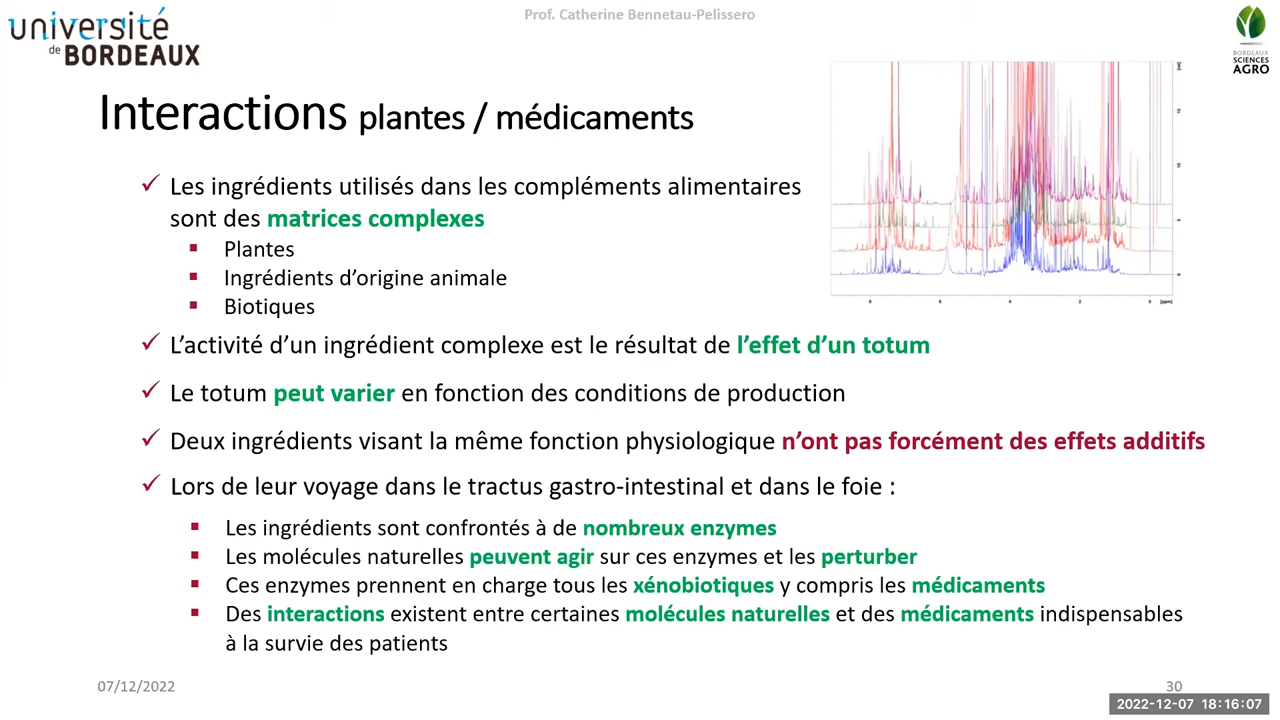 Prof. Catherine Bennetau-Pelissero
université
de BORDEAUX
BORDEAUX
SCIENCES
AGRO
Interactions plantes / médicaments
✓ Les ingrédients utilisés dans les compléments alimentaires
sont des matrices complexes
▪ Plantes
▪ Ingrédients d’origine animale
▪ Biotiques
✓ L’activité d’un ingrédient complexe est le résultat de l’effet d’un totum
✓ Le totum peut varier en fonction des conditions de production
✓ Deux ingrédients visant la même fonction physiologique n’ont pas forcément des effets additifs
✓ Lors de leur voyage dans le tractus gastro-intestinal et dans le foie :
▪ Les ingrédients sont confrontés à de nombreux enzymes
▪ Les molécules naturelles peuvent agir sur ces enzymes et les perturber
▪ Ces enzymes prennent en charge tous les xénobiotiques y compris les médicaments
▪ Des interactions existent entre certaines molécules naturelles et des médicaments indispensables
à la survie des patients
8 6 4 2 0 [ppm]
07/12/2022
30
2022-12-07 18:16:07